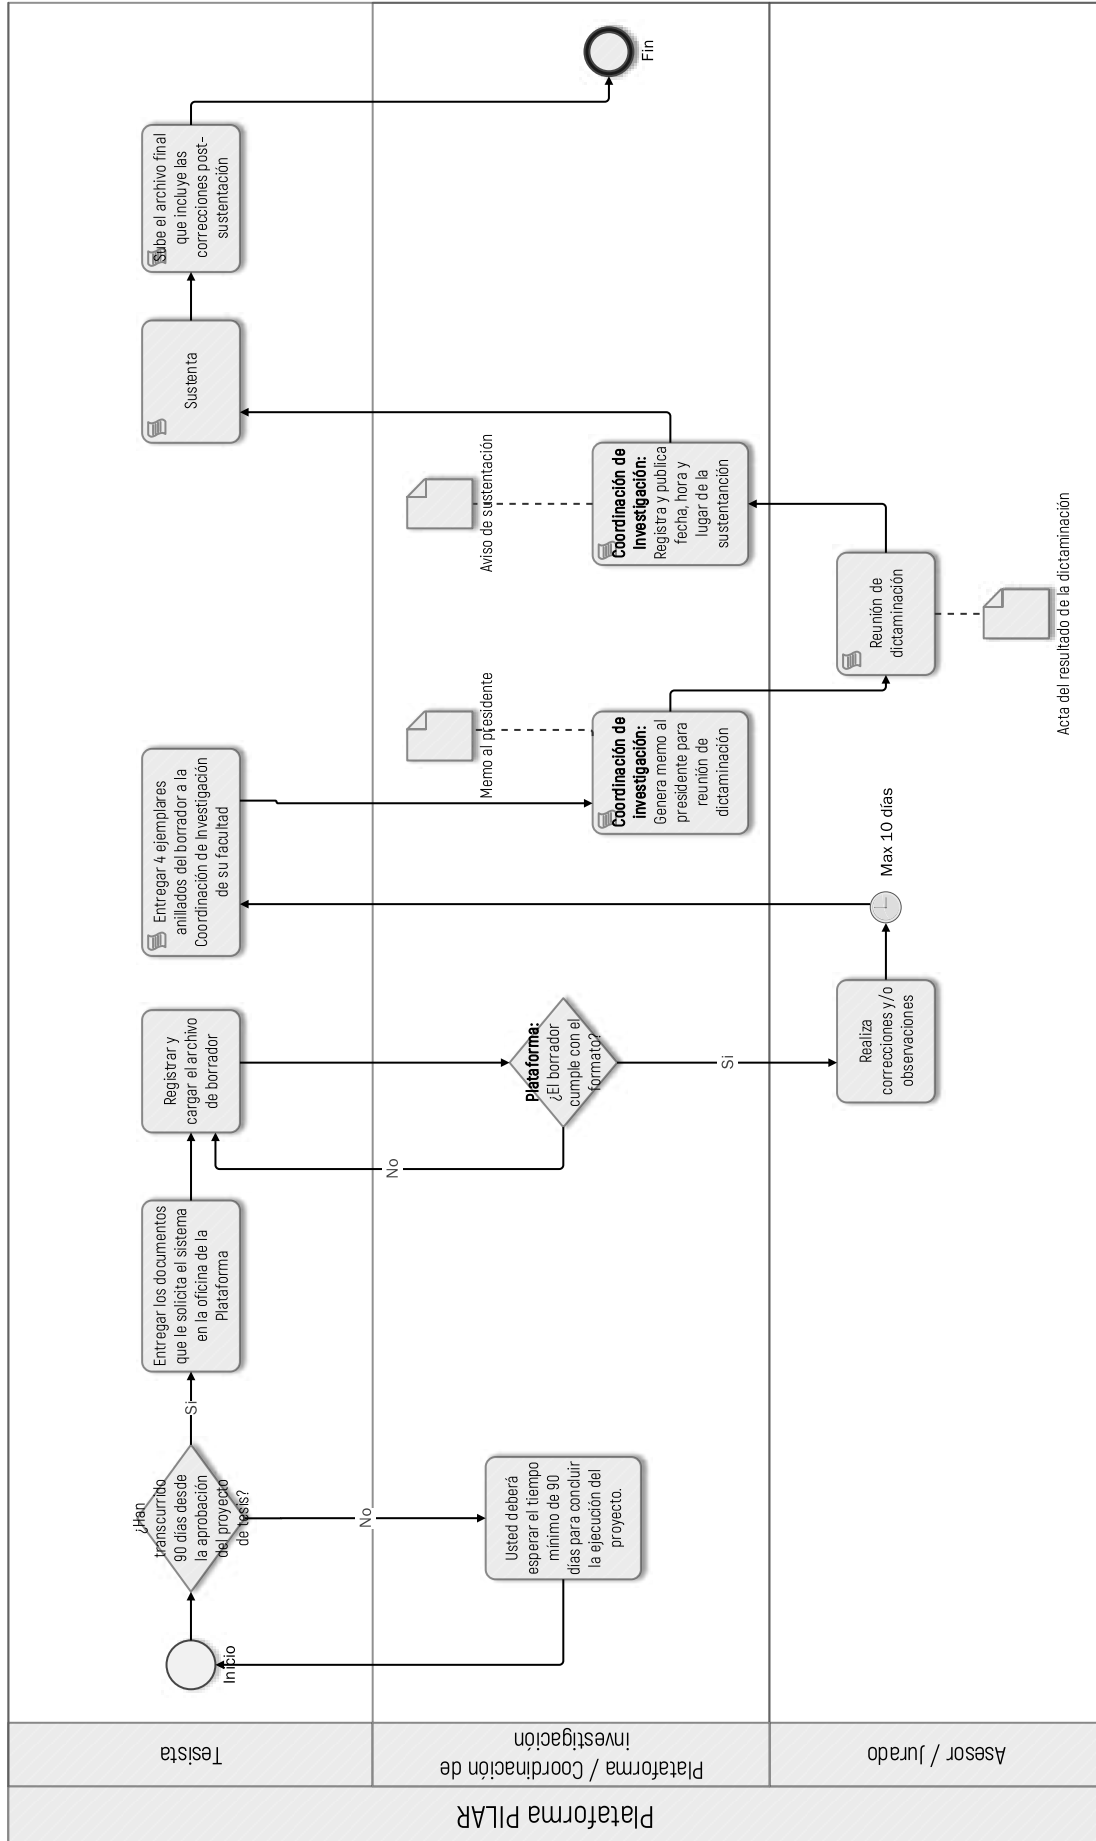 Plataforma PILAR
Tesista
Plataforma / Coordinación de
investigación
Asesor / Jurado
Inicio
¿Han
transcurrido
90 días desde
la aprobación
del proyecto
de tesis?
Si
No
Usted deberá
esperar el tiempo
mínimo de 90
días para concluir
la ejecución del
proyecto.
Entregar los documentos
que le solicita el sistema
en la oficina de la
Plataforma
Registrar y
cargar el archivo
de borrador
Plataforma:
¿El borrador
cumple con el
formato?
No
Si
Realiza
correcciones y/o
observaciones
Max 10 días
Entregar 4 ejemplares
anillados del borrador a la
Coordinación de Investigación
de su facultad
Memo al presidente
Coordinación de
investigación:
Genera memo al
presidente para
reunión de
dictaminación
Reunión de
dictaminación
Acta del resultado de la dictaminación
Aviso de sustentación
Coordinación de
Investigación:
Registra y publica
fecha, hora y
lugar de la
sustentanción
Sustenta
Sube el archivo final
que incluye las
correcciones post-
sustentación
Fin